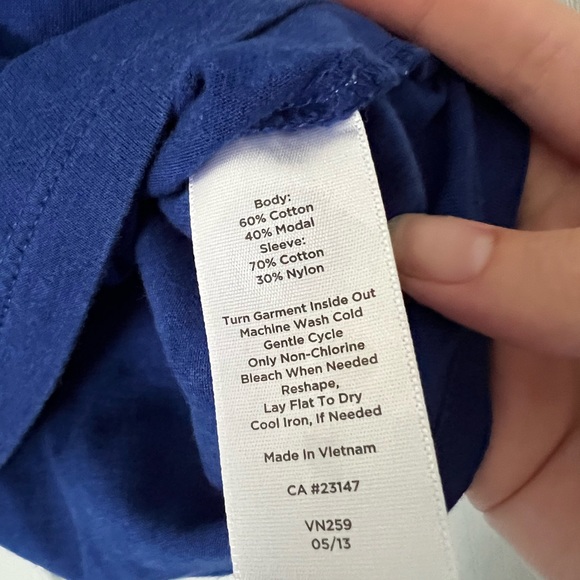 Body:
60% Cotton
40% Modal
Sleeve:
70% Cotton
30% Nylon
Turn Garment Inside Out
Machine Wash Cold
Gentle Cycle
Only Non-Chlorine
Bleach When Needed
Reshape,
Lay Flat To Dry
Cool Iron, If Needed
Made In Vietnam
CA #23147
VN259
05/13